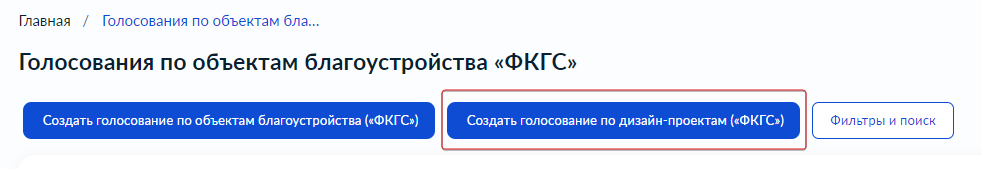 Главная / Голосования по объектам бла...
Голосования по объектам благоустройства «ФКГС»
Создать голосование по объектам благоустройства («ФКГС») Создать голосование по дизайн-проектам («ФКГС») Фильтры и поиск